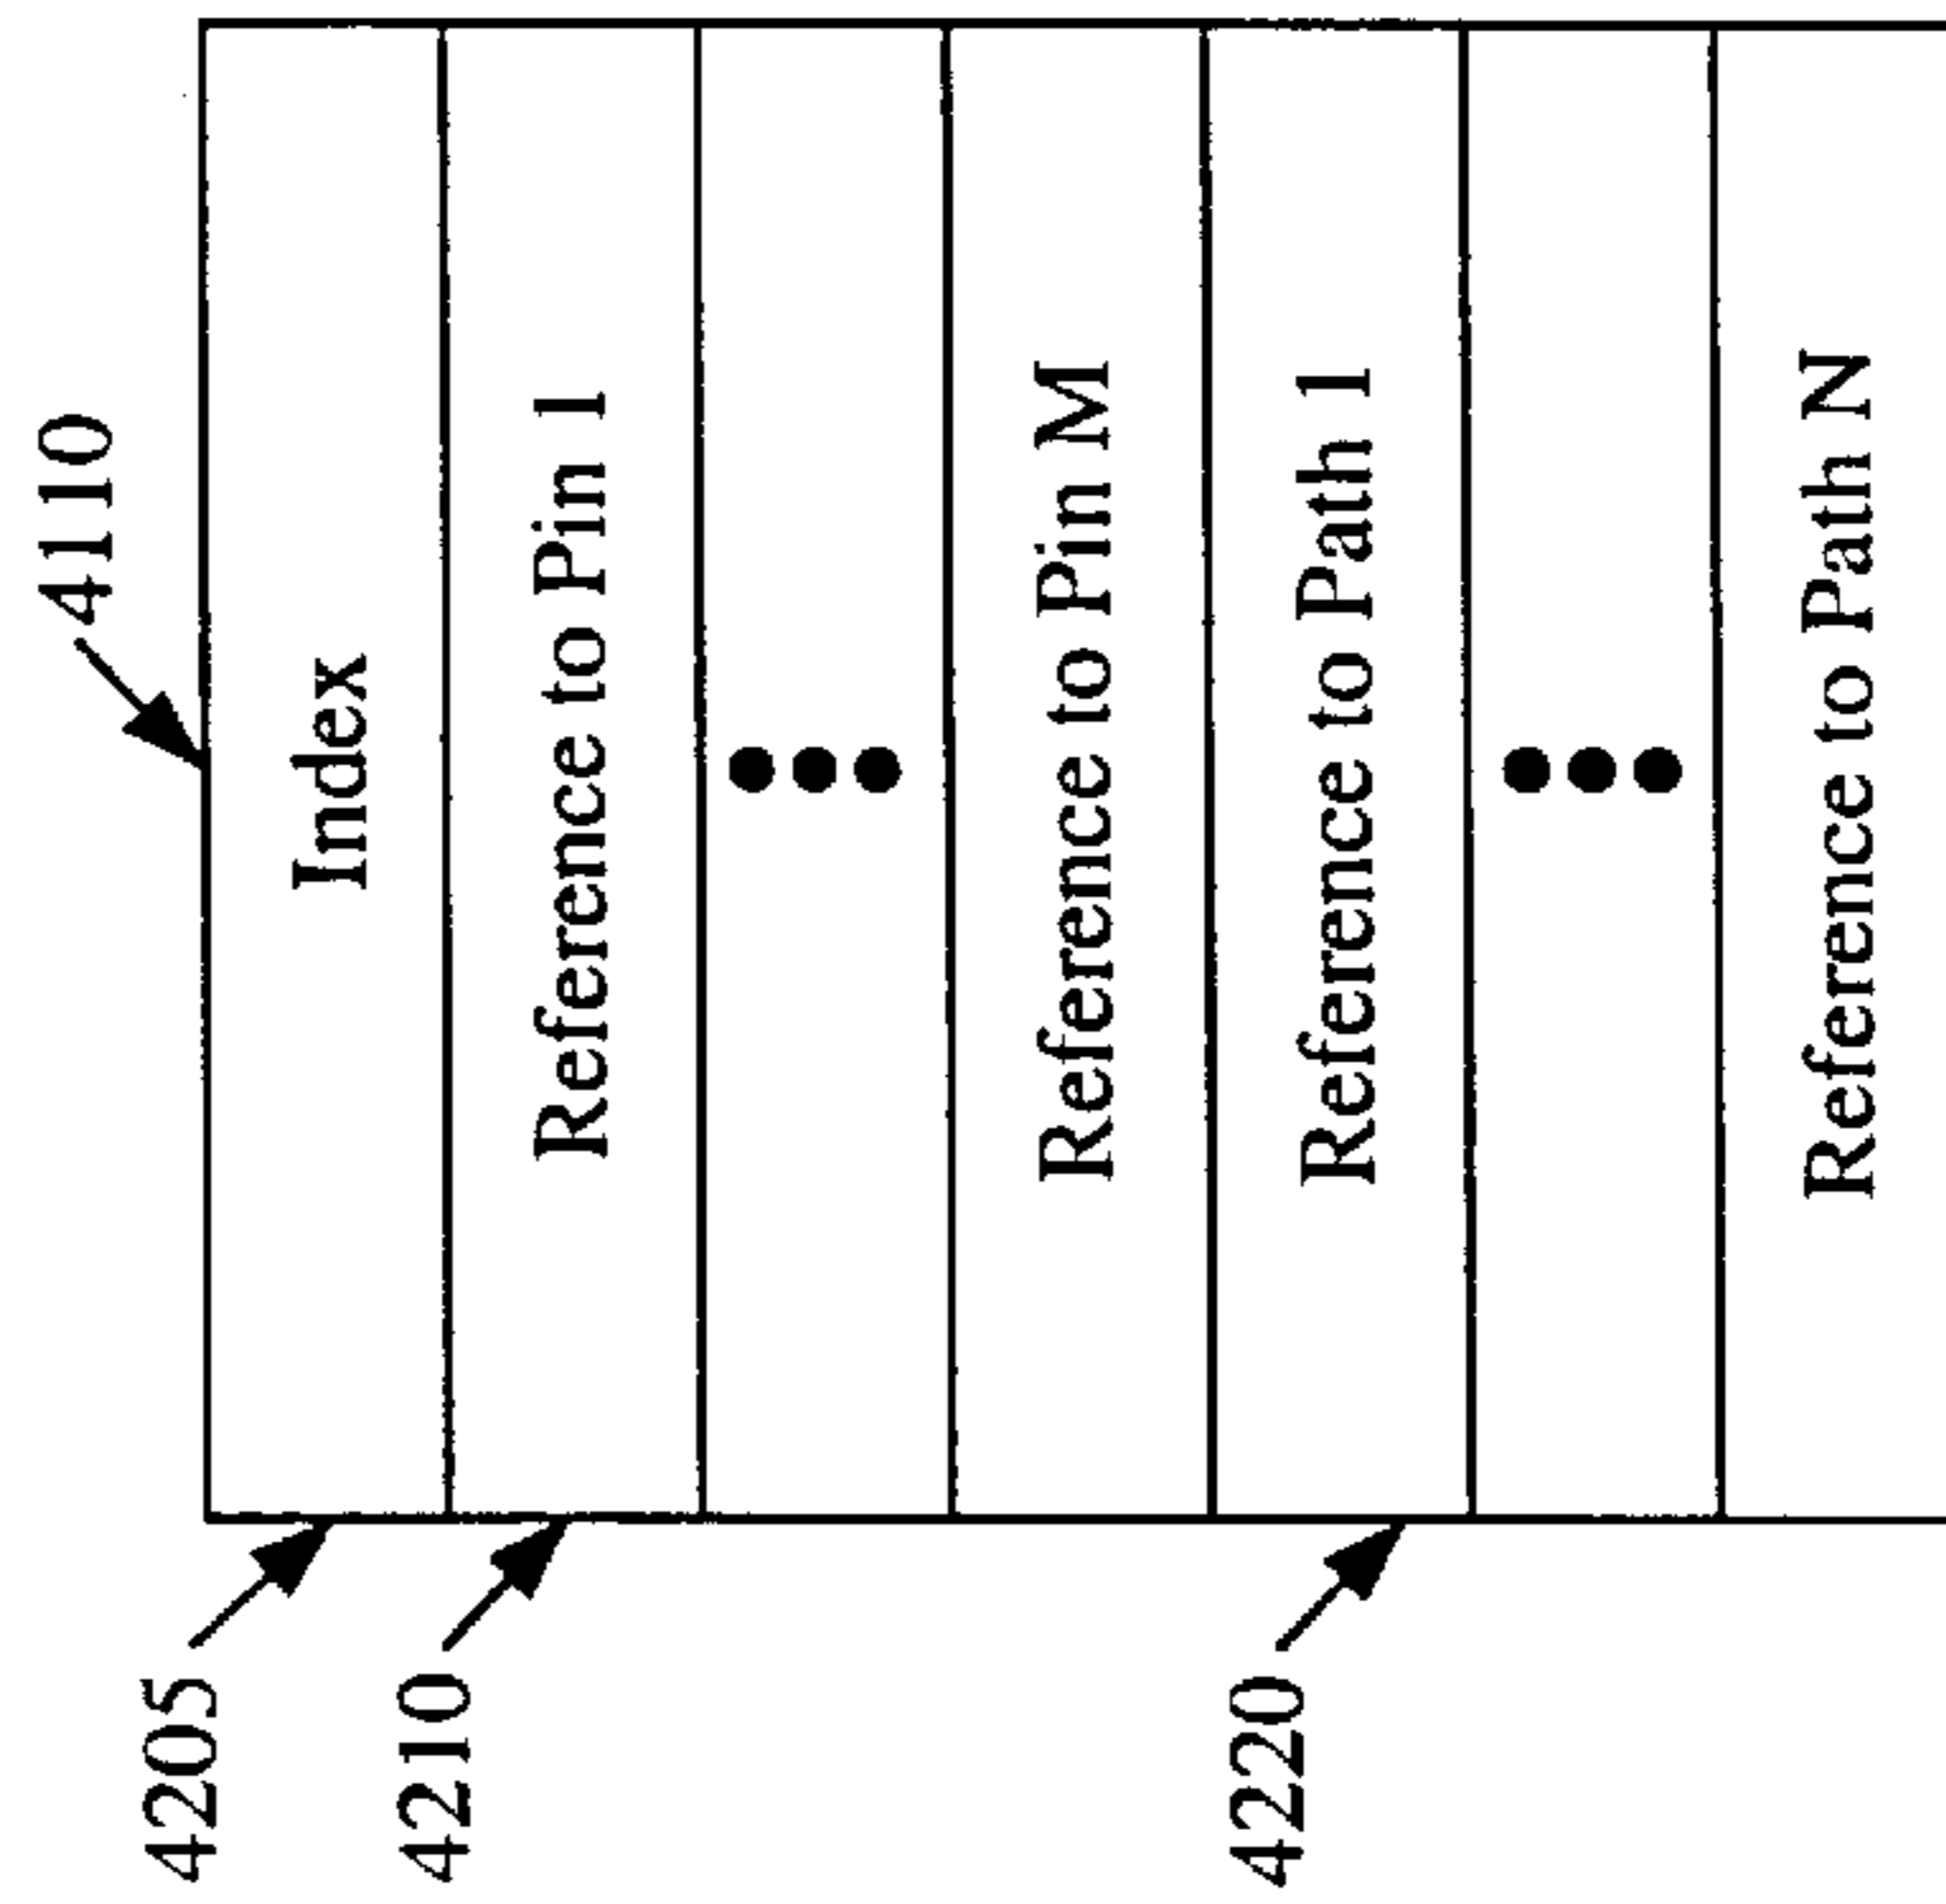 4110
4205
Index
4210
Reference to Pin 1
Reference to Pin M
4220
Reference to Path 1
Reference to Path N